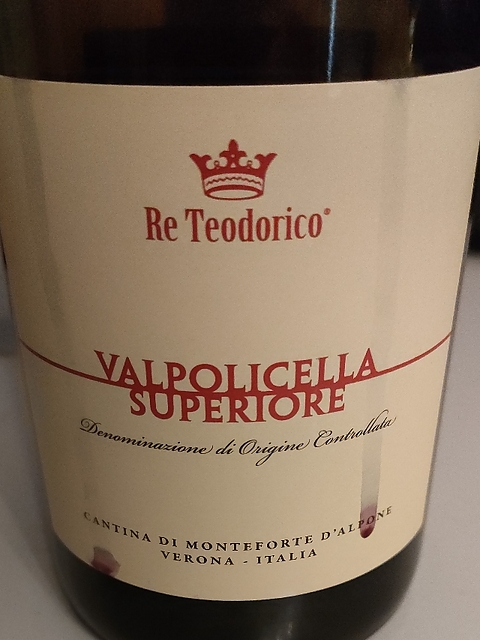 Re Teodorico®
VALPOLICELLA
SUPERIORE
Denominazione di Origine Controllata
CANTINA DI MONTEFORTE D'ALPONE
VERONA - ITALIA